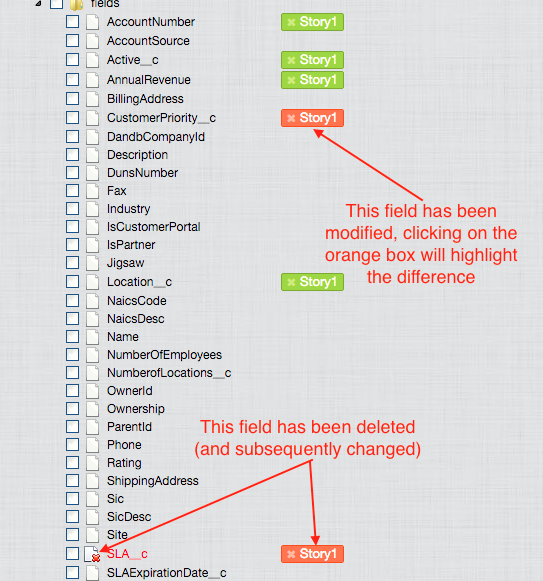 fields
AccountNumber × Story1
AccountSource
Active__c × Story1
AnnualRevenue × Story1
BillingAddress
CustomerPriority__c × Story1
DandbCompanyId
Description
DunsNumber
Fax
Industry
IsCustomerPortal
IsPartner
Jigsaw
This field has been
modified, clicking on the
orange box will highlight
the difference
Location__c × Story1
NaicsCode
NaicsDesc
Name
NumberOfEmployees
NumberofLocations__c
OwnerId
Ownership
ParentId
Phone
This field has been deleted
(and subsequently changed)
Rating
ShippingAddress
Sic
SicDesc
Site
SLA__c × Story1
SLAExpirationDate__c